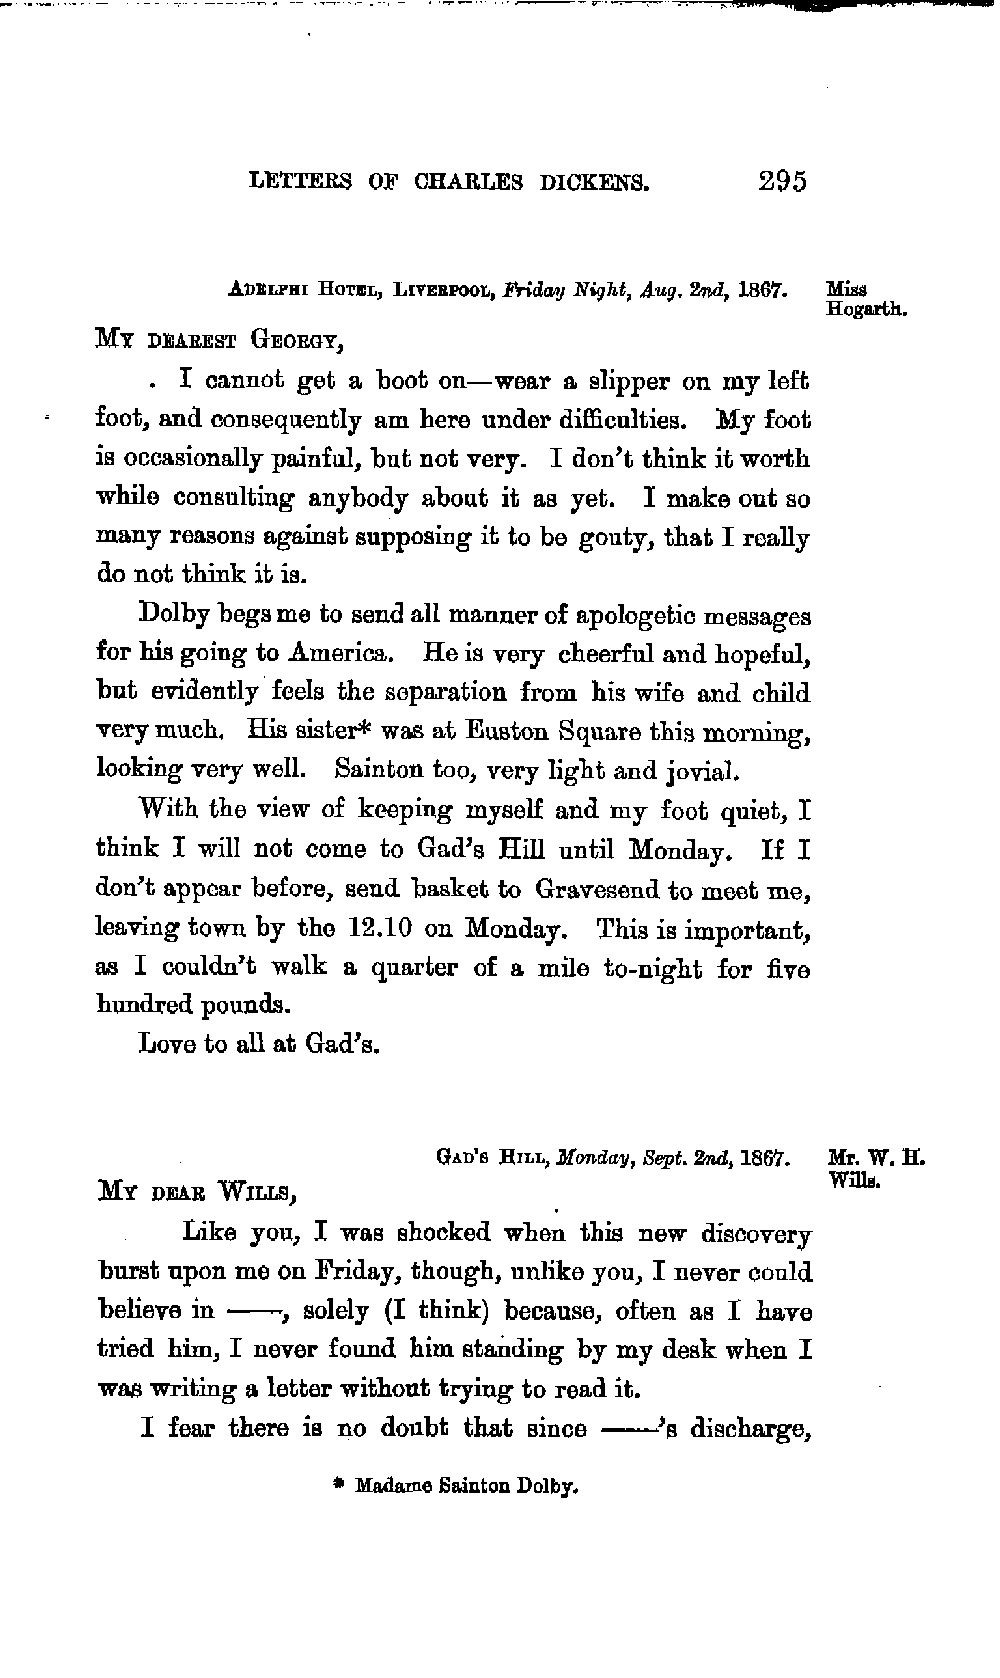 LETTERS OF CHARLES DICKENS. 295
ADELPHI HOTEL, LIVERPOOL, Friday Night, Aug. 2nd, 1867. Miss
Hogarth.
MY DEAREST GEORGY,
. I cannot get a boot on—wear a slipper on my left
foot, and consequently am here under difficulties. My foot
is occasionally painful, but not very. I don't think it worth
while consulting anybody about it as yet. I make out so
many reasons against supposing it to be gouty, that I really
do not think it is.
Dolby begs me to send all manner of apologetic messages
for his going to America. He is very cheerful and hopeful,
but evidently feels the separation from his wife and child
very much. His sister* was at Euston Square this morning,
looking very well. Sainton too, very light and jovial.
With the view of keeping myself and my foot quiet, I
think I will not come to Gad's Hill until Monday. If I
don't appear before, send basket to Gravesend to meet me,
leaving town by the 12.10 on Monday. This is important,
as I couldn't walk a quarter of a mile to-night for five
hundred pounds.
Love to all at Gad's.
GAD'S HILL, Monday, Sept. 2nd, 1867. Mr. W. H.
Wills.
MY DEAR WILLS,
Like you, I was shocked when this new discovery
burst upon me on Friday, though, unlike you, I never could
believe in ——, solely (I think) because, often as I have
tried him, I never found him standing by my desk when I
was writing a letter without trying to read it.
I fear there is no doubt that since ——'s discharge,
* Madame Sainton Dolby.